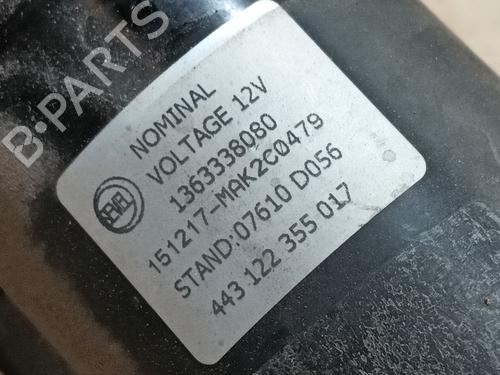 B-PARTS
NOMINAL
VOLTAGE 12V
1363338080
151217-MAK2C0479
STAND:07610 D056
443 122 355 017